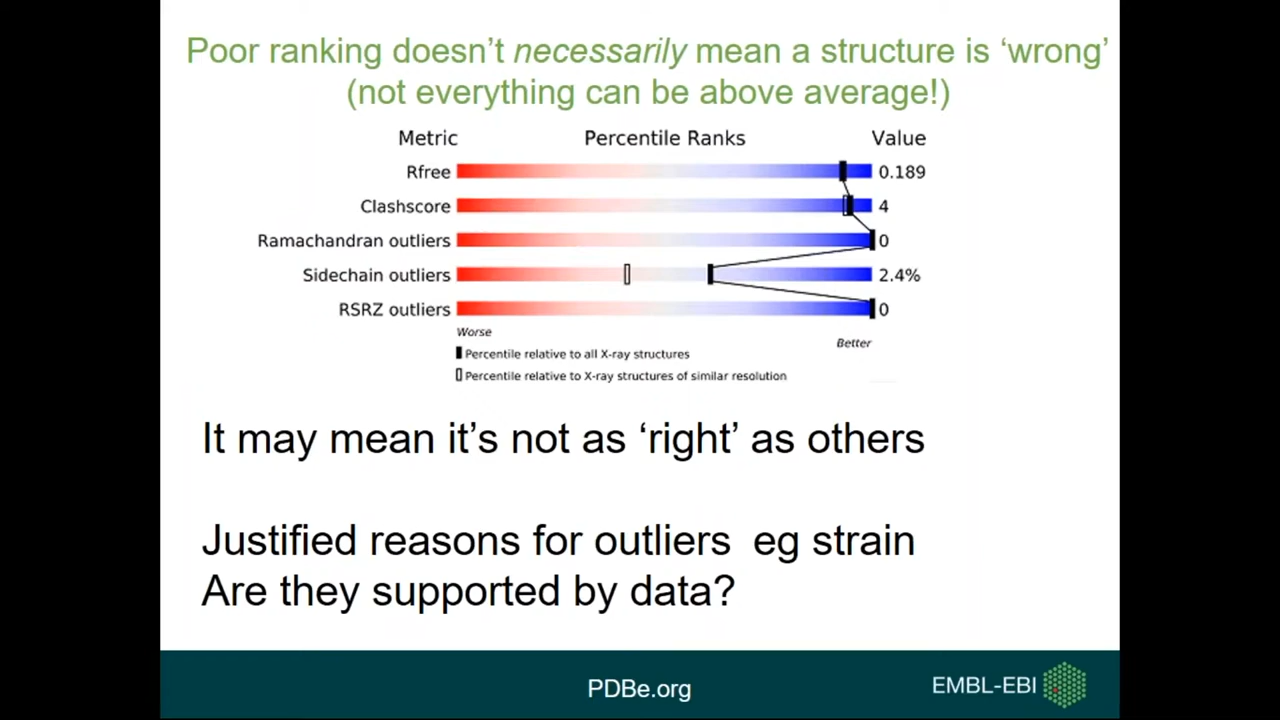 Poor ranking doesn’t necessarily mean a structure is ‘wrong’
(not everything can be above average!)
Metric Percentile Ranks Value
Rfree 0.189
Clashscore 4
Ramachandran outliers 0
Sidechain outliers 2.4%
RSRZ outliers 0
Worse Better
Percentile relative to all X-ray structures
Percentile relative to X-ray structures of similar resolution
It may mean it’s not as ‘right’ as others
Justified reasons for outliers eg strain
Are they supported by data?
PDBe.org EMBL-EBI